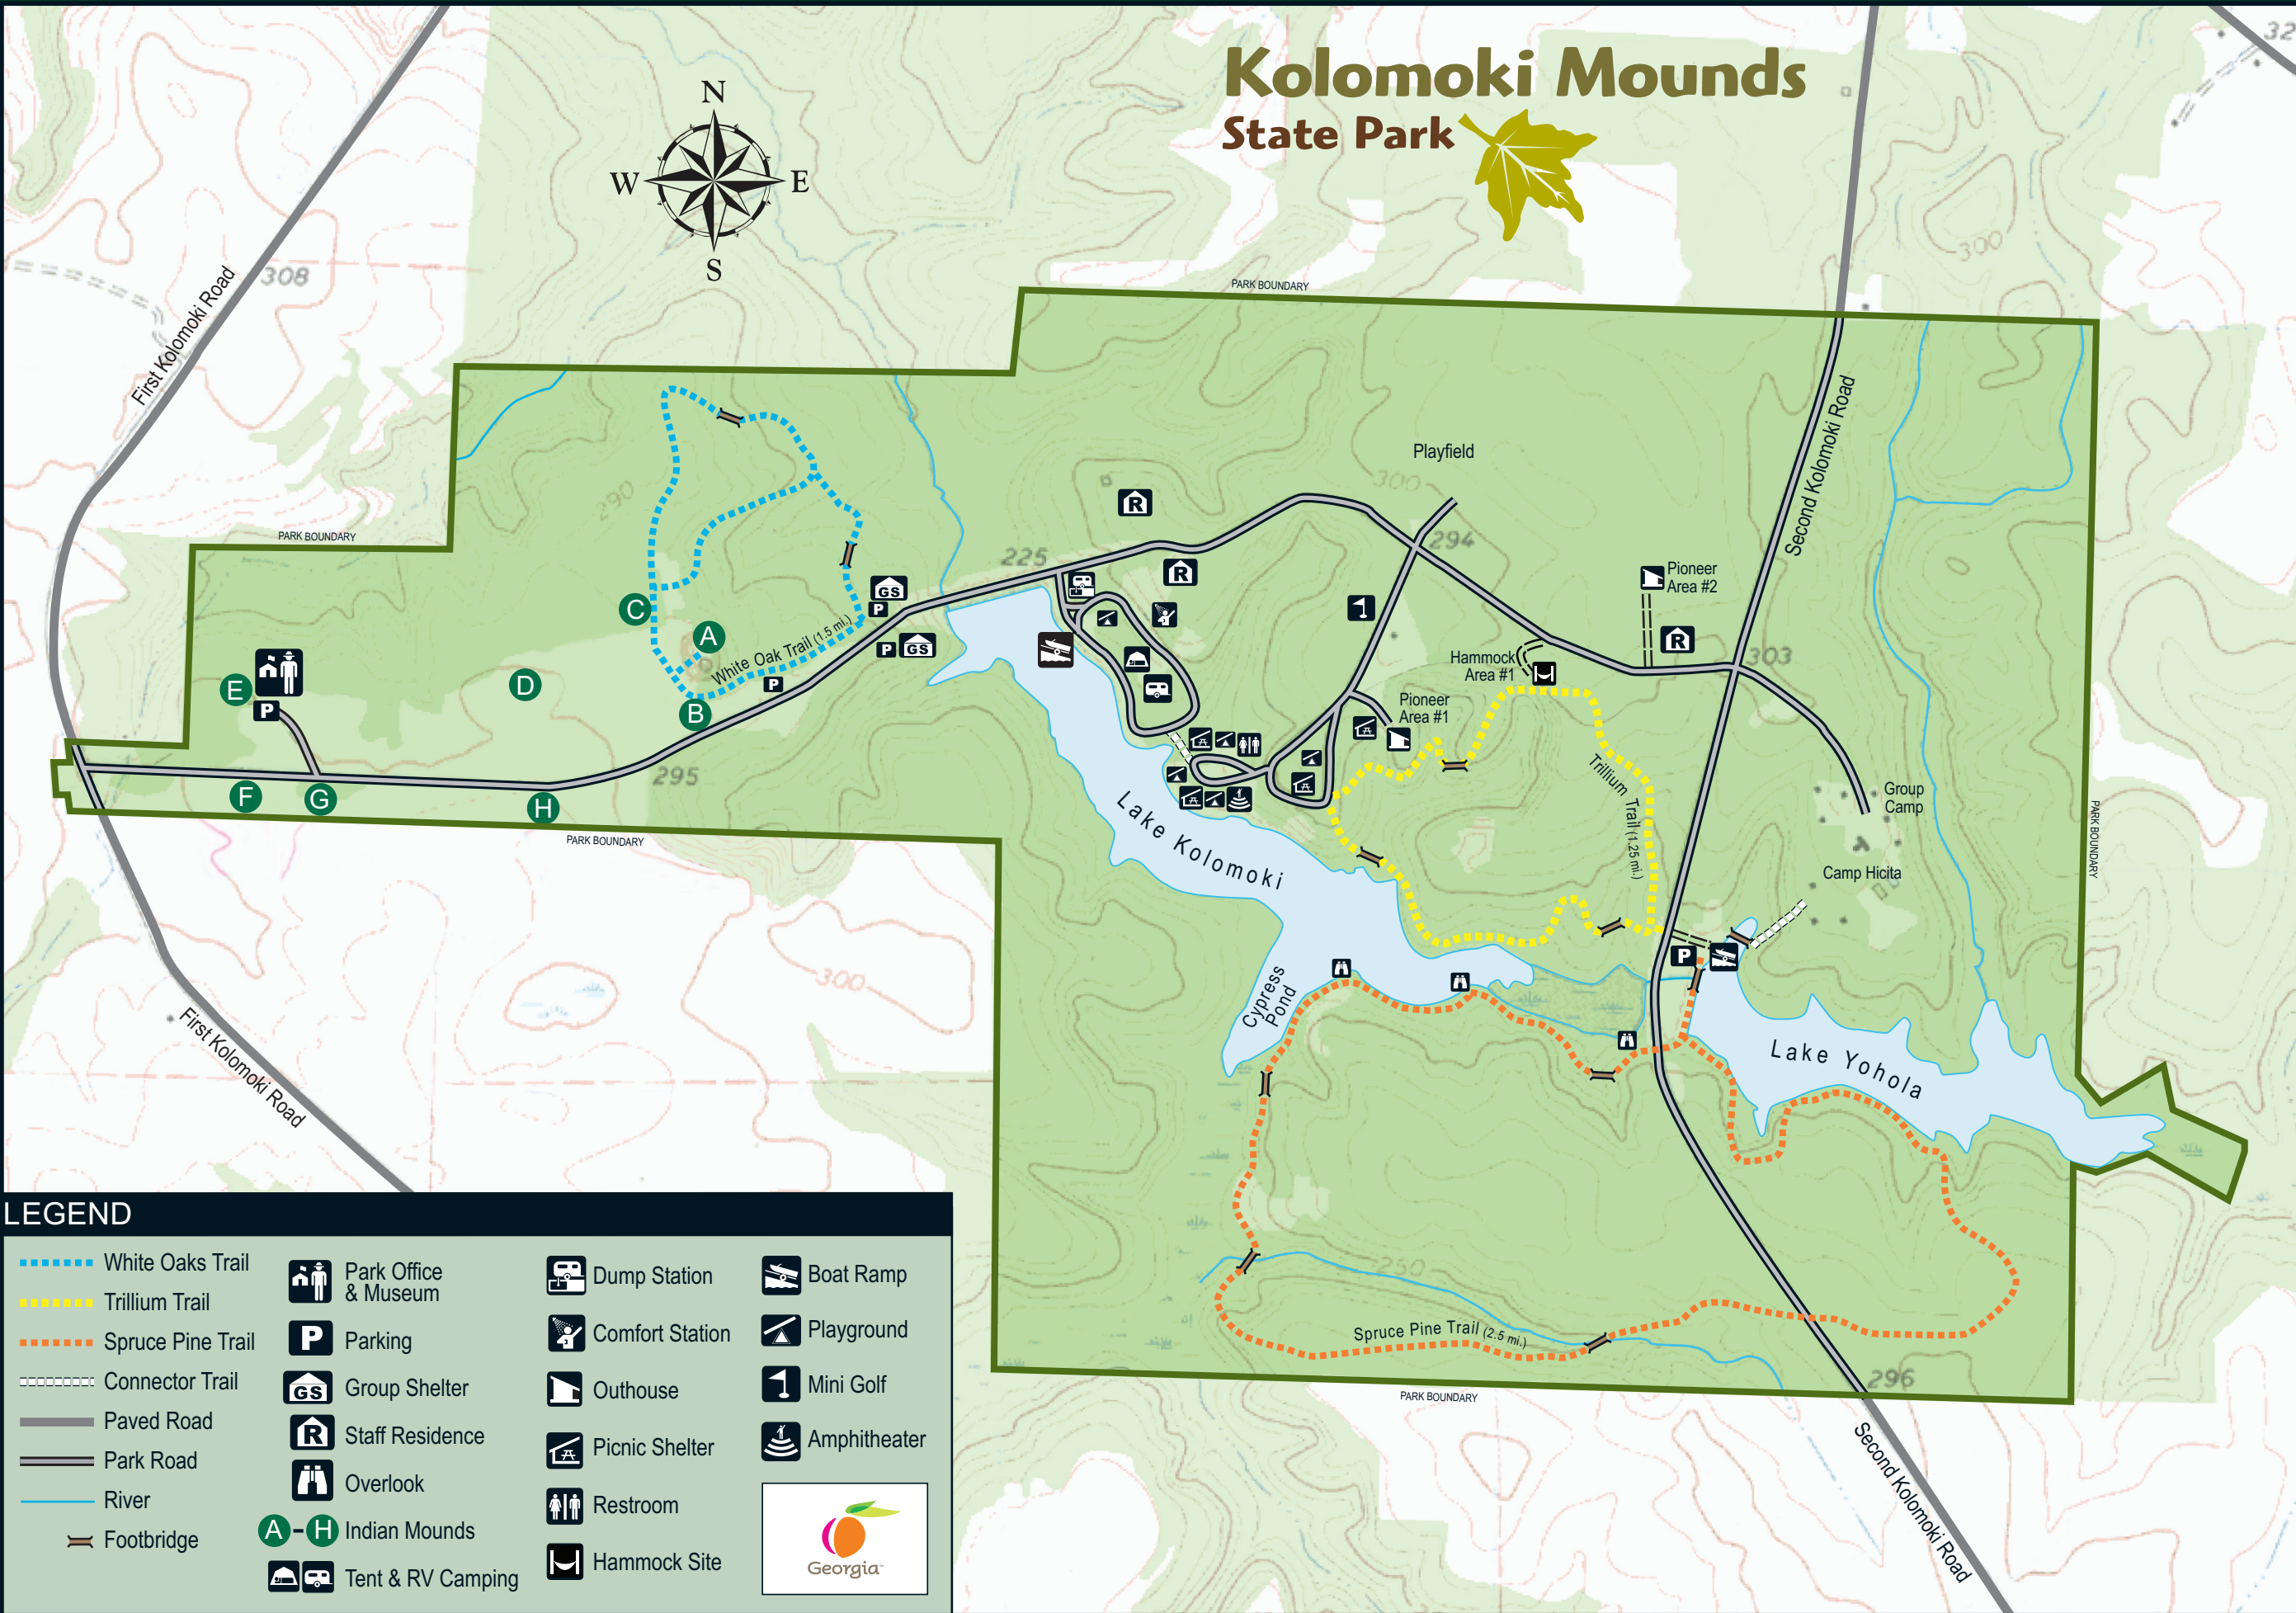 Kolomoki Mounds
State Park
N
W
E
S
32
308
300
First Kolomoki Road
PARK BOUNDARY
PARK BOUNDARY
290
225
300
Playfield
294
Second Kolomoki Road
R
R
Pioneer
Area #2
R
303
GS
P
P
GS
C
A
White Oak Trail (1.5 mi.)
P
B
E
P
D
F
G
H
295
PARK BOUNDARY
Hammock
Area #1
Pioneer
Area #1
Trillium Trail (1.25 mi.)
Group
Camp
Camp Hicita
PARK BOUNDARY
Lake Kolomoki
Cypress
Pond
P
Lake Yohola
300
First Kolomoki Road
250
Spruce Pine Trail (2.5 mi.)
PARK BOUNDARY
296
Second Kolomoki Road
LEGEND
White Oaks Trail
Trillium Trail
Spruce Pine Trail
Connector Trail
Paved Road
Park Road
River
Footbridge
Park Office
& Museum
P Parking
GS Group Shelter
R Staff Residence
Overlook
A - H Indian Mounds
Tent & RV Camping
Dump Station
Comfort Station
Outhouse
Picnic Shelter
Restroom
Hammock Site
Boat Ramp
Playground
Mini Golf
Amphitheater
Georgia™